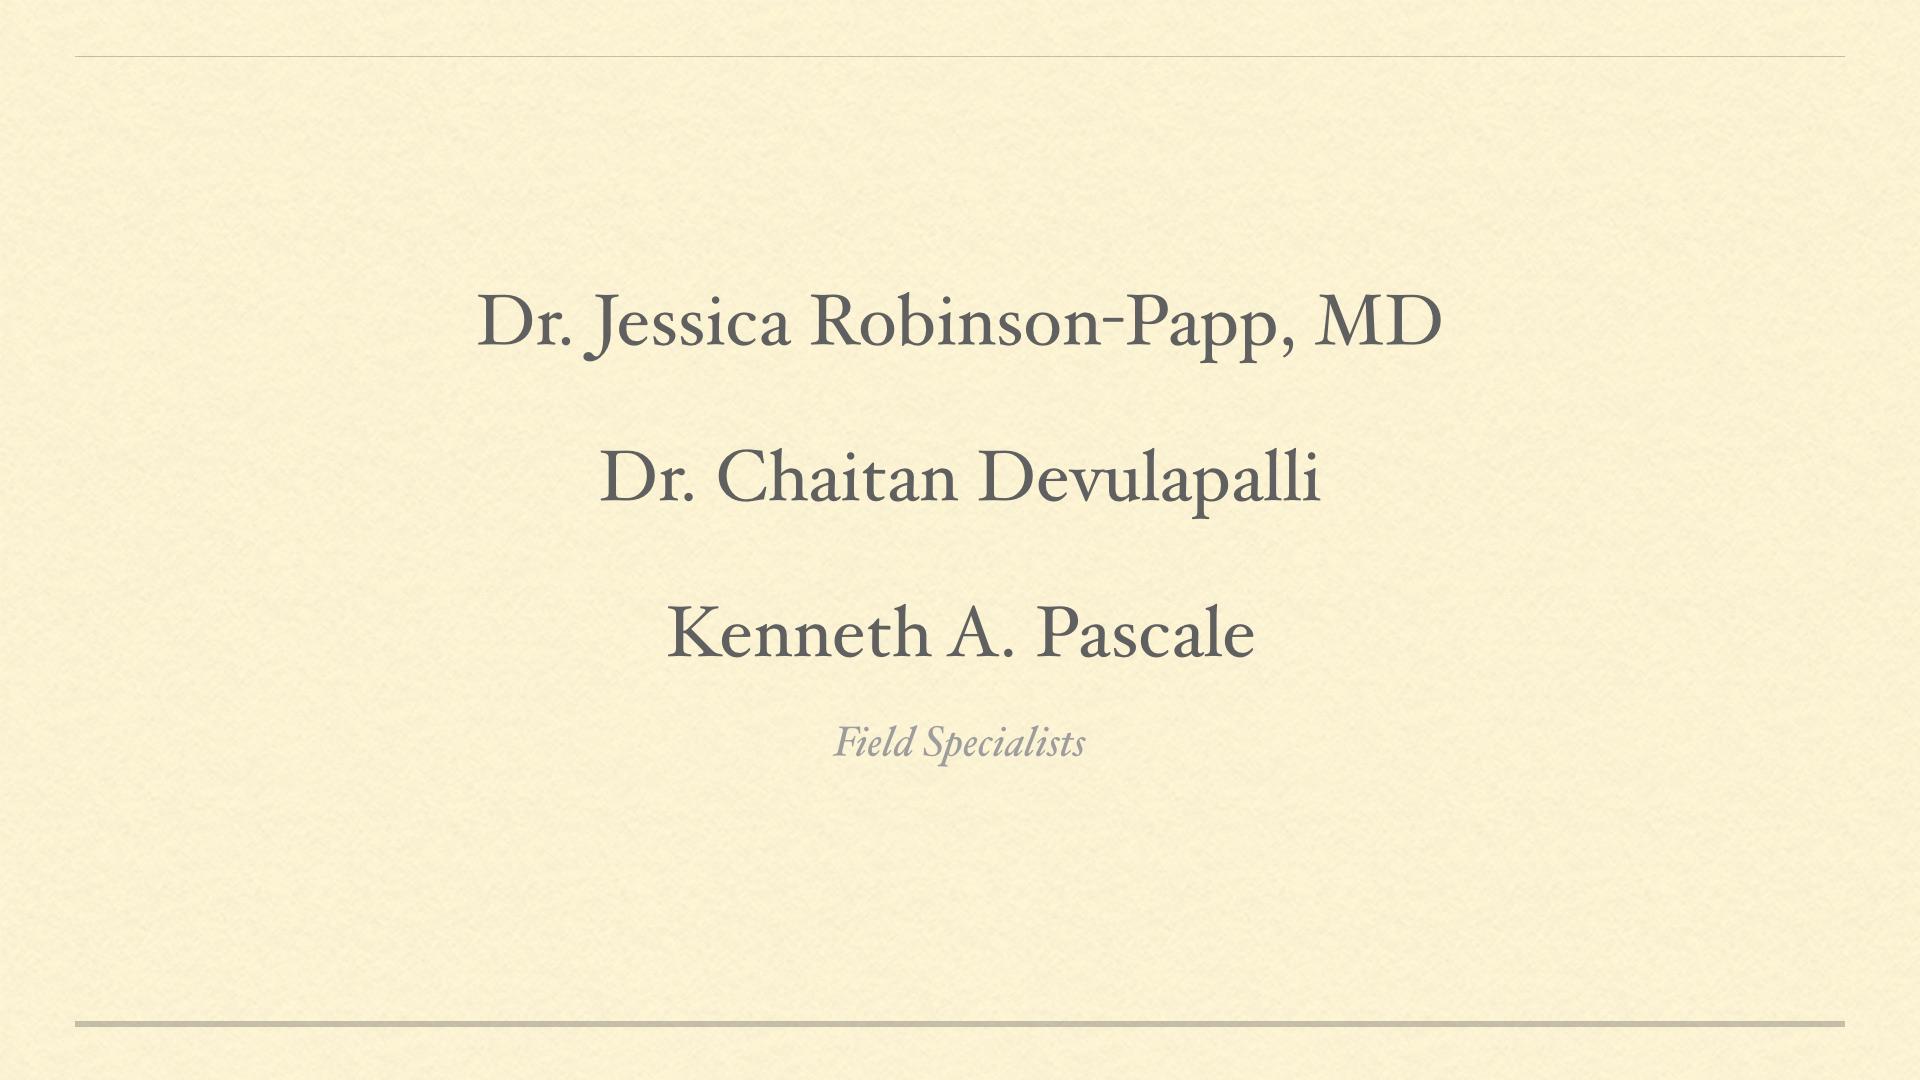 Dr. Jessica Robinson-Papp, MD
Dr. Chaitan Devulapalli
Kenneth A. Pascale
Field Specialists